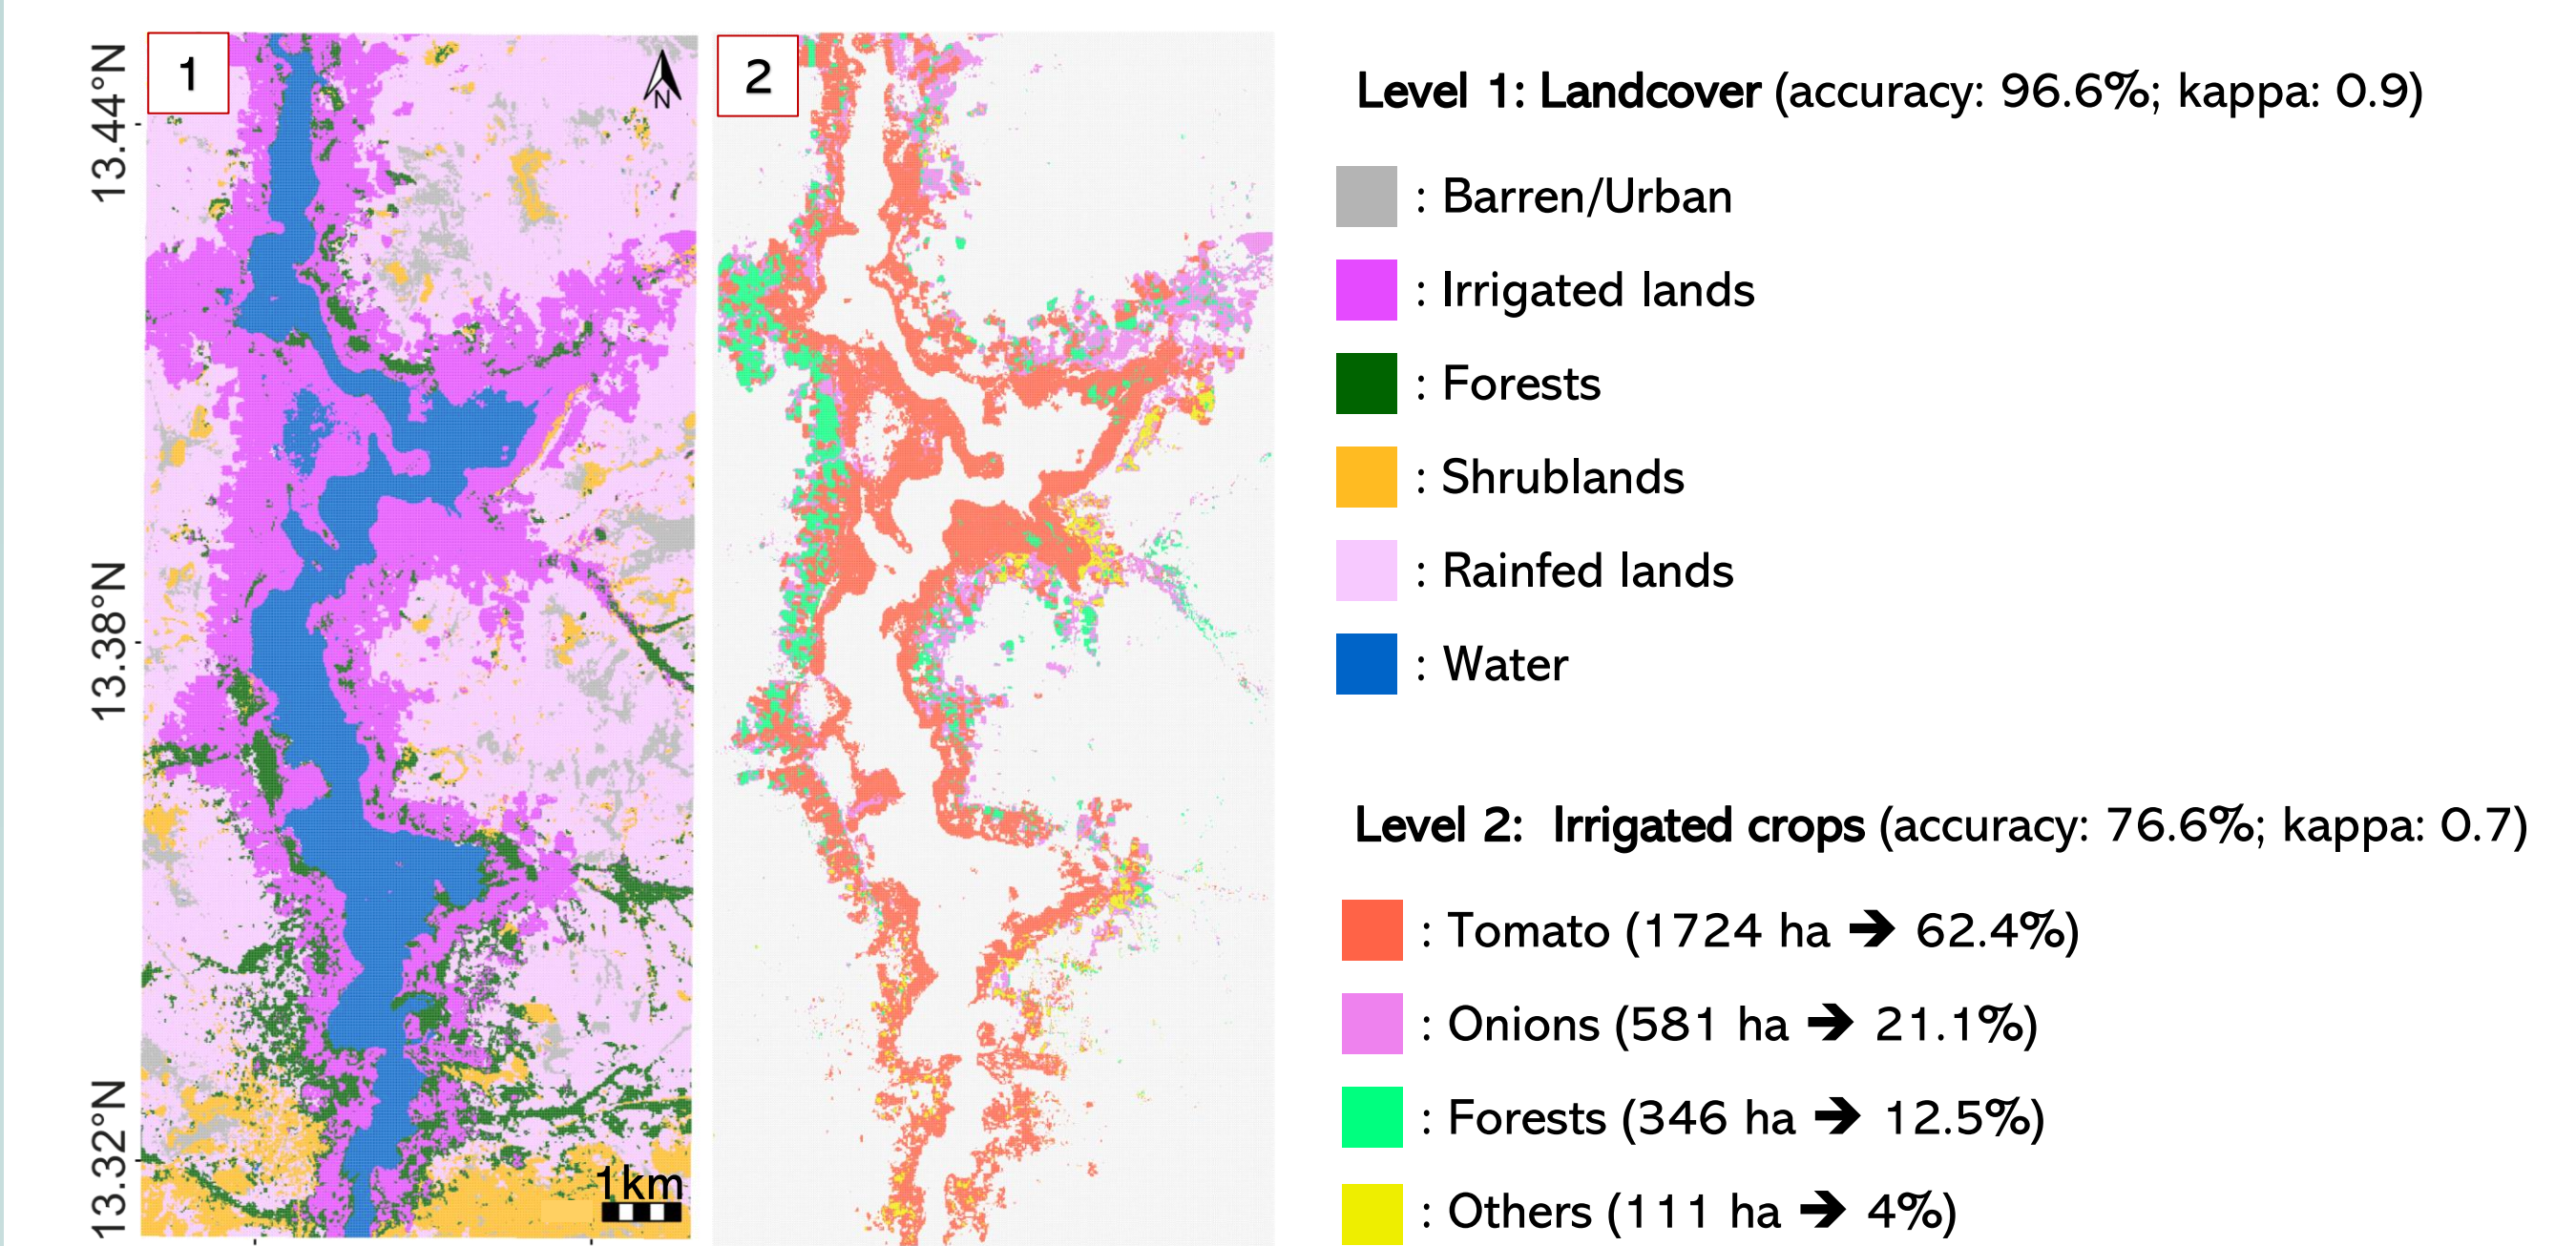 1
2
N
13.44°N
13.38°N
13.32°N
1km
Level 1: Landcover (accuracy: 96.6%; kappa: 0.9)
: Barren/Urban
: Irrigated lands
: Forests
: Shrublands
: Rainfed lands
: Water
Level 2: Irrigated crops (accuracy: 76.6%; kappa: 0.7)
: Tomato (1724 ha ➔ 62.4%)
: Onions (581 ha ➔ 21.1%)
: Forests (346 ha ➔ 12.5%)
: Others (111 ha ➔ 4%)